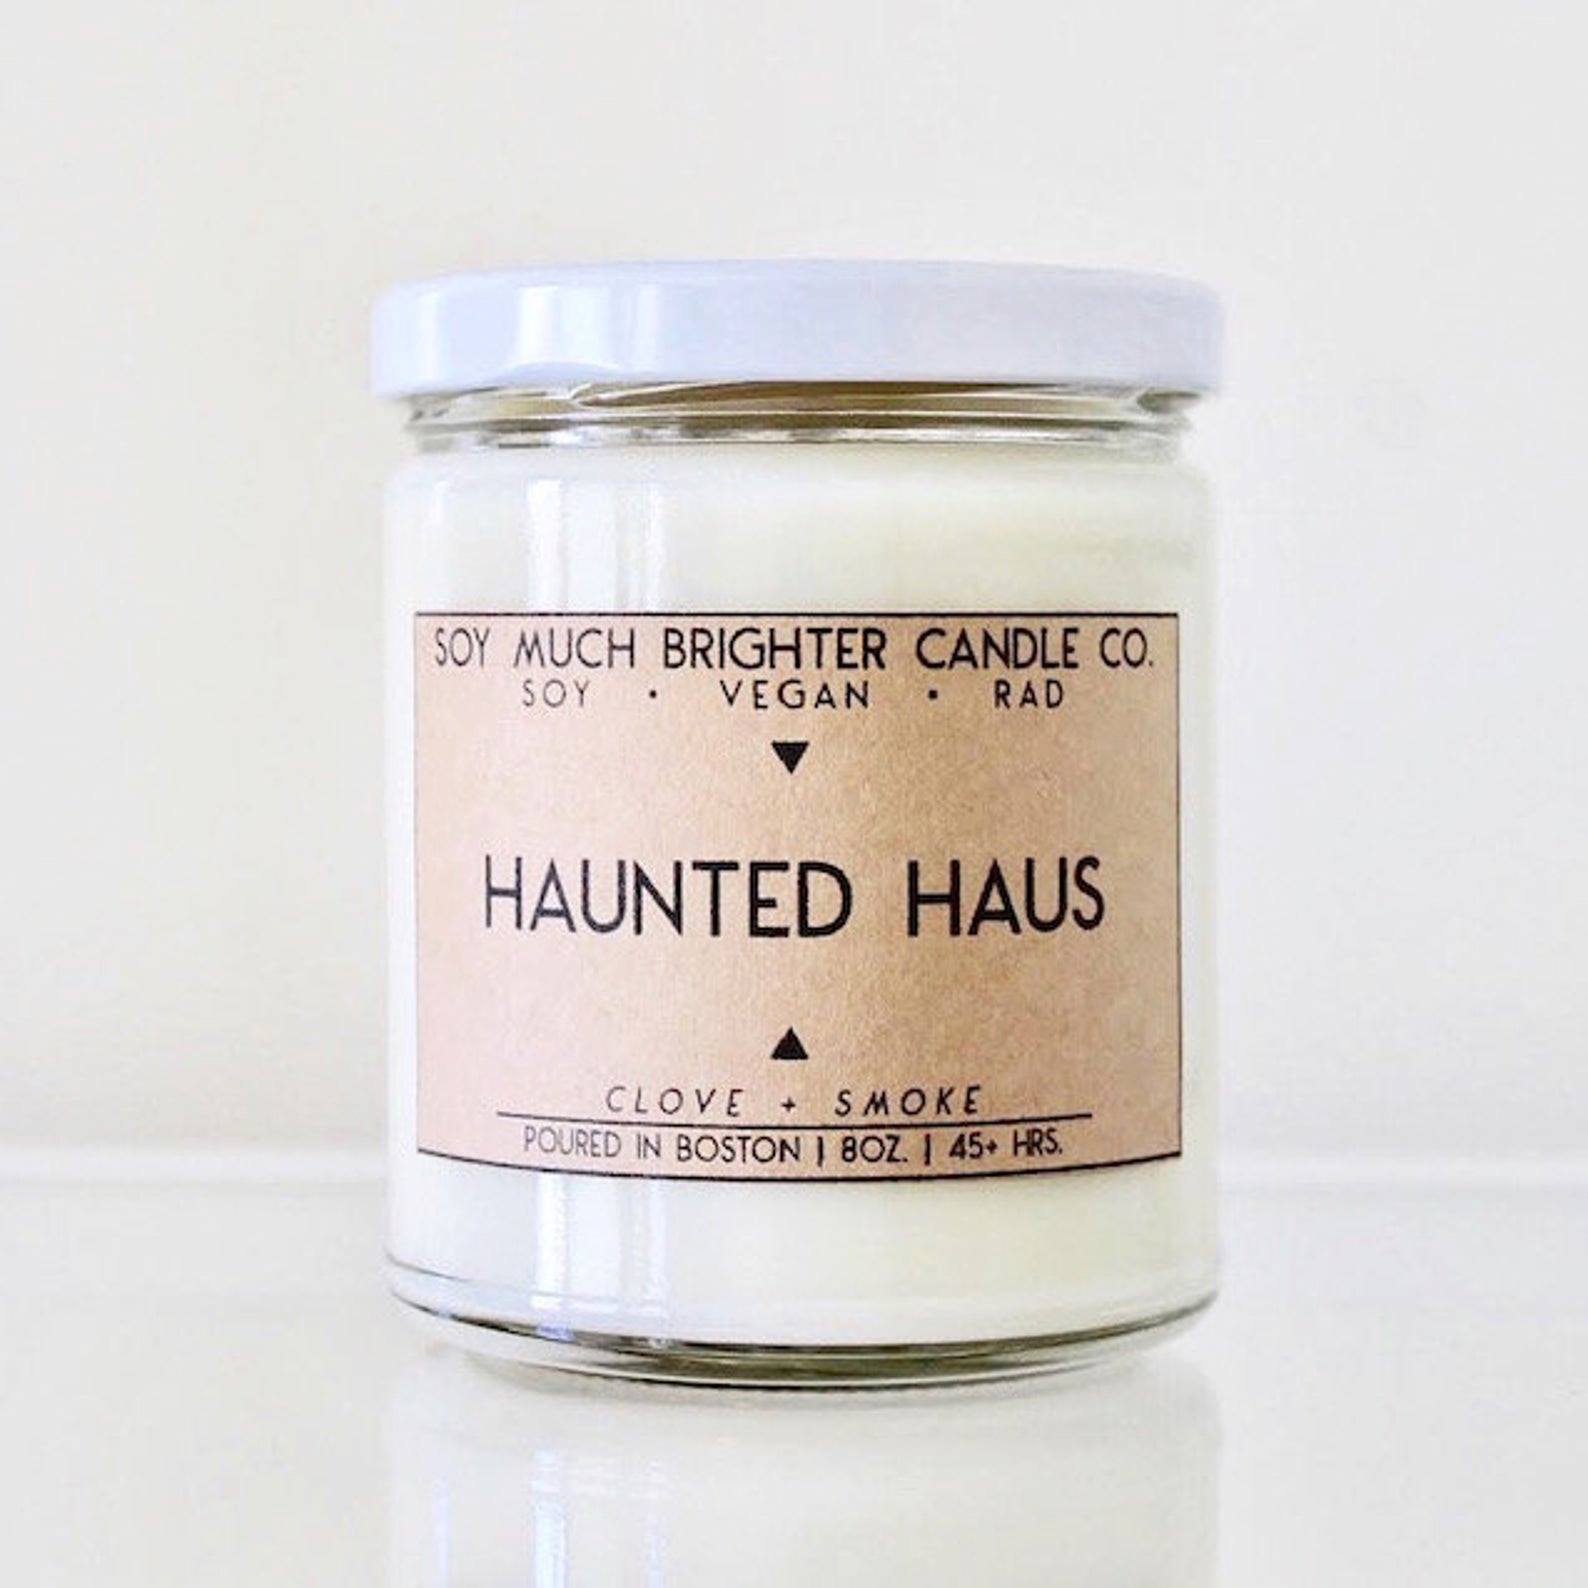 SOY MUCH BRIGHTER CANDLE CO.
SOY • VEGAN • RAD
HAUNTED HAUS
CLOVE + SMOKE
POURED IN BOSTON | 8OZ. | 45+ HRS.